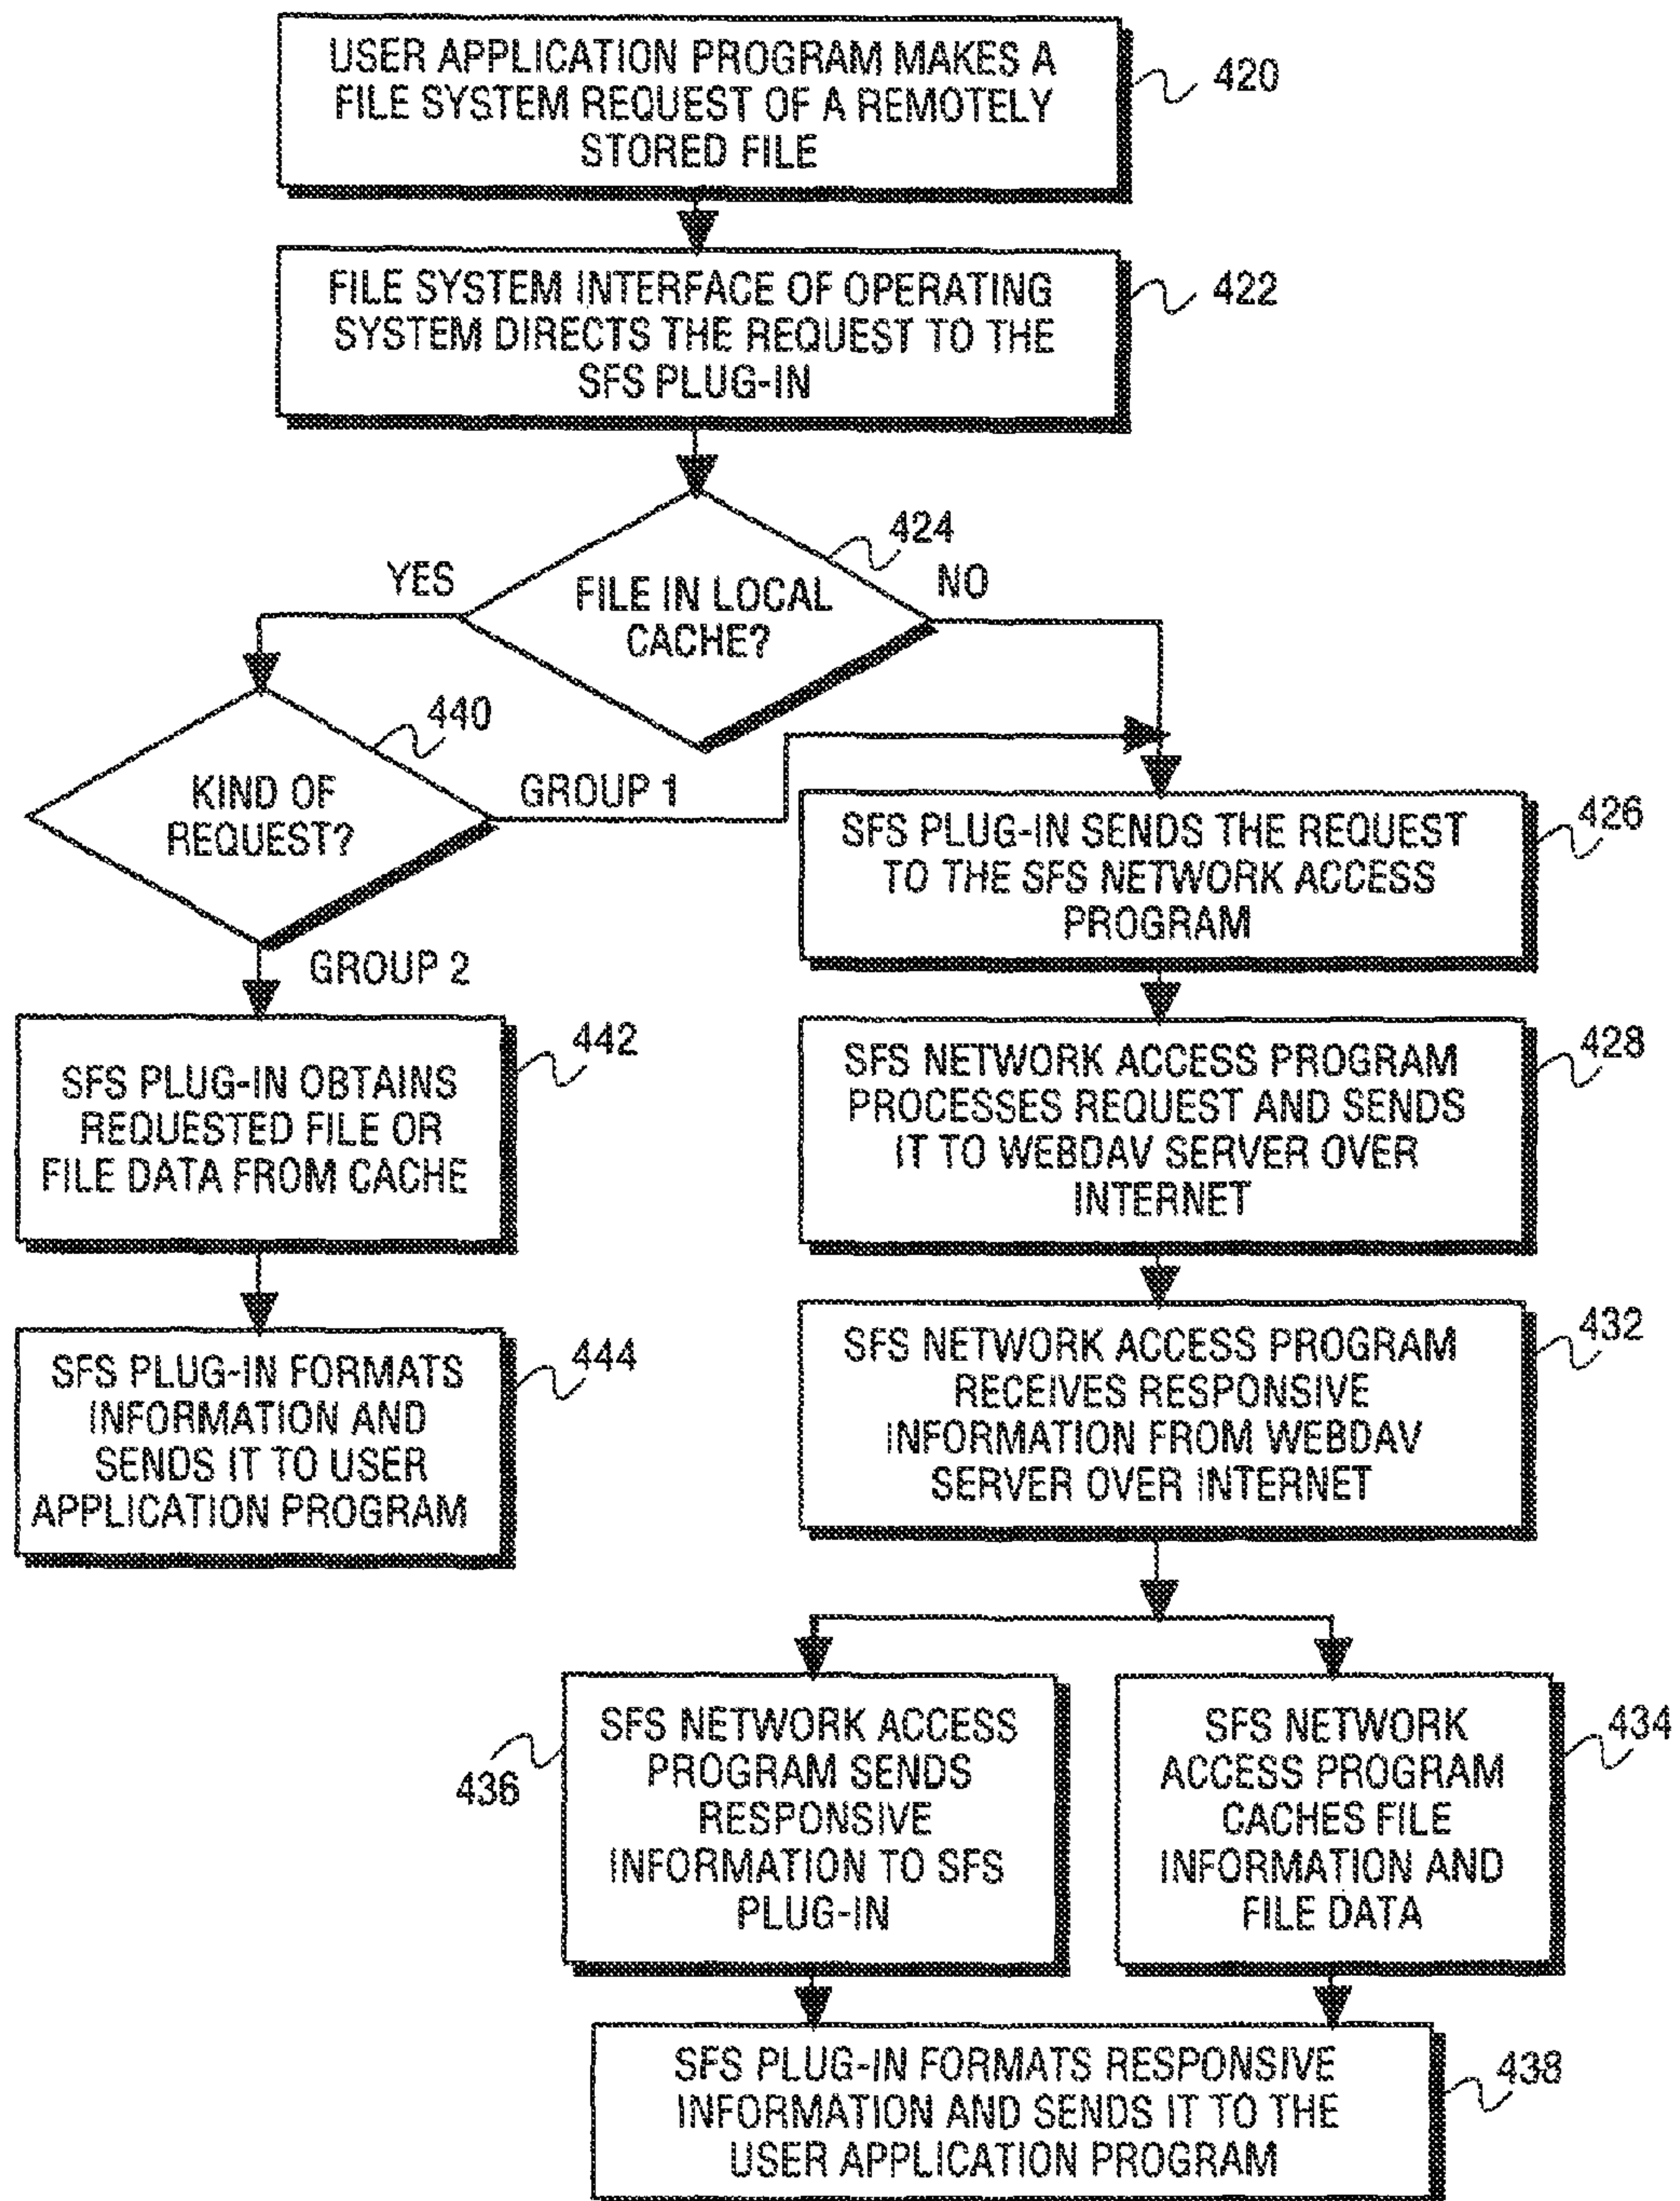 USER APPLICATION PROGRAM MAKES A
FILE SYSTEM REQUEST OF A REMOTELY
STORED FILE
420
FILE SYSTEM INTERFACE OF OPERATING
SYSTEM DIRECTS THE REQUEST TO THE
SFS PLUG-IN
422
424
YES
NO
FILE IN LOCAL
CACHE?
440
KIND OF
REQUEST?
GROUP 1
GROUP 2
SFS PLUG-IN SENDS THE REQUEST
TO THE SFS NETWORK ACCESS
PROGRAM
426
SFS PLUG-IN OBTAINS
REQUESTED FILE OR
FILE DATA FROM CACHE
442
SFS NETWORK ACCESS PROGRAM
PROCESSES REQUEST AND SENDS
IT TO WEBDAV SERVER OVER
INTERNET
428
SFS PLUG-IN FORMATS
INFORMATION AND
SENDS IT TO USER
APPLICATION PROGRAM
444
SFS NETWORK ACCESS PROGRAM
RECEIVES RESPONSIVE
INFORMATION FROM WEBDAV
SERVER OVER INTERNET
432
SFS NETWORK ACCESS
PROGRAM SENDS
RESPONSIVE
INFORMATION TO SFS
PLUG-IN
436
SFS NETWORK
ACCESS PROGRAM
CACHES FILE
INFORMATION AND
FILE DATA
434
SFS PLUG-IN FORMATS RESPONSIVE
INFORMATION AND SENDS IT TO THE
USER APPLICATION PROGRAM
438